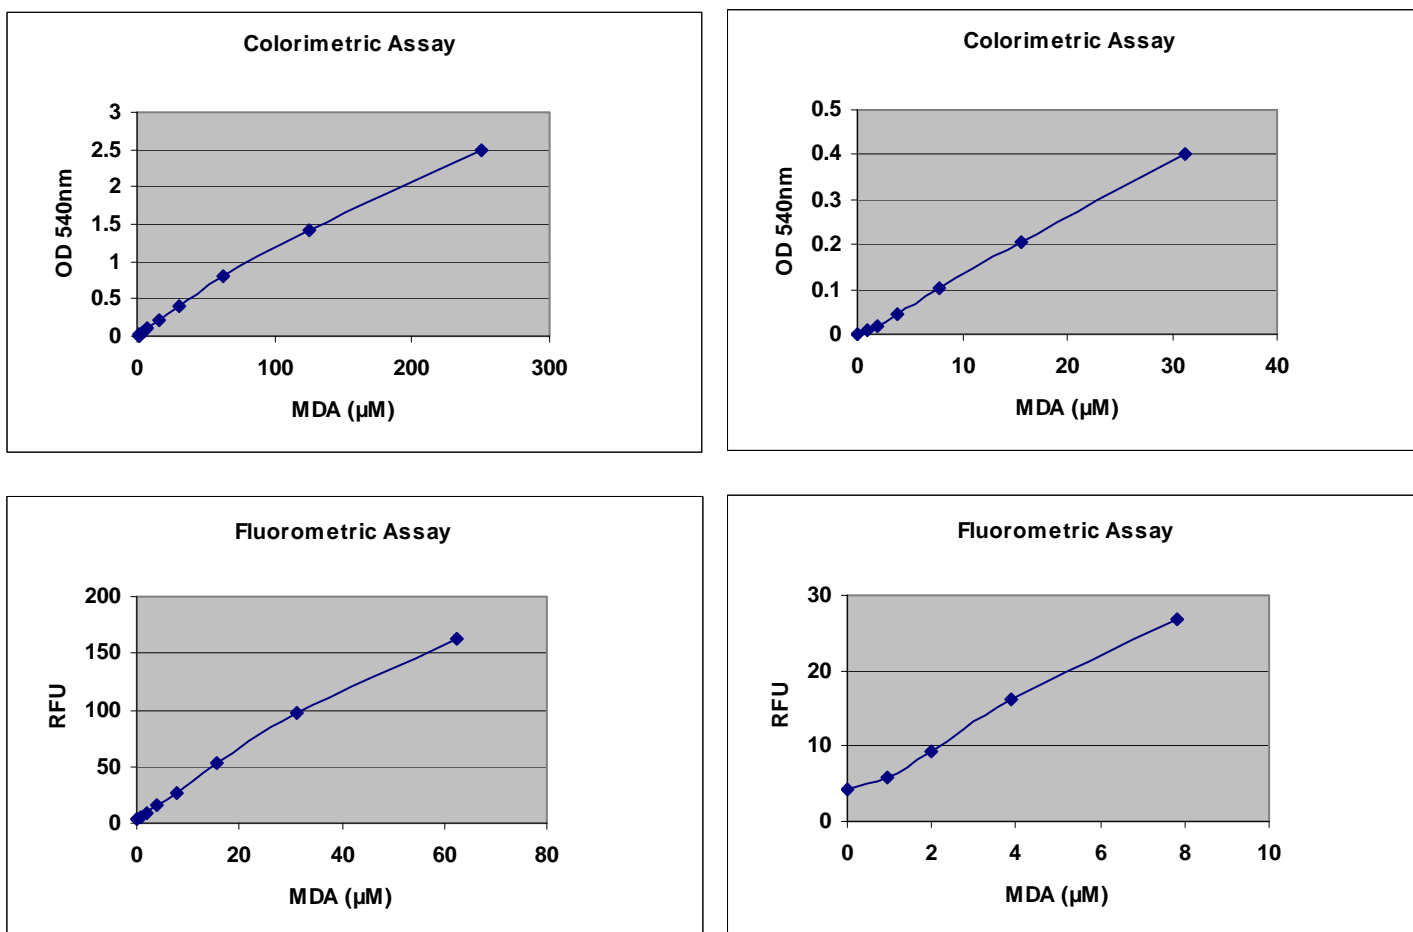 Colorimetric Assay
3
2.5
2
1.5
1
0.5
0
OD 540nm
0 100 200 300
MDA (µM)
Colorimetric Assay
0.5
0.4
0.3
0.2
0.1
0
OD 540nm
0 10 20 30 40
MDA (µM)
Fluorometric Assay
200
150
100
50
0
RFU
0 20 40 60 80
MDA (µM)
Fluorometric Assay
30
20
10
0
RFU
0 2 4 6 8 10
MDA (µM)